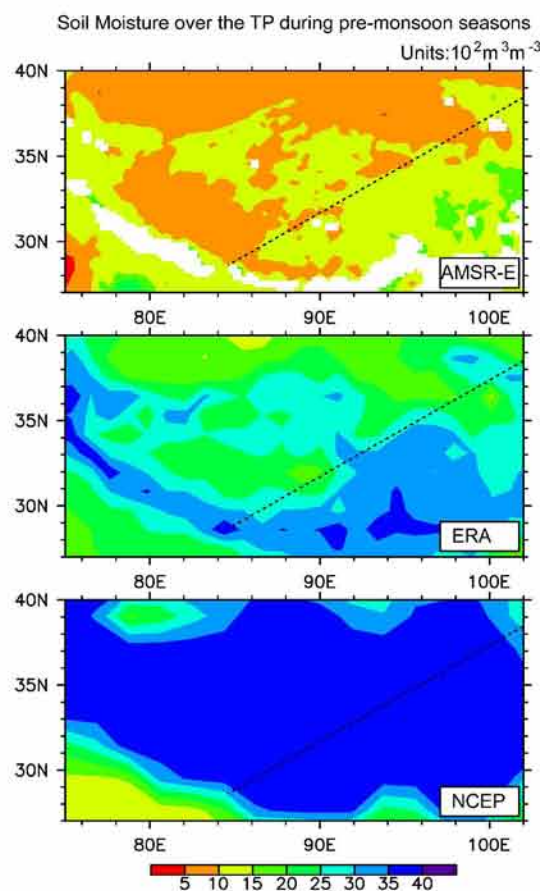 Soil Moisture over the TP during pre-monsoon seasons
Units:10²m³m⁻³
40N
35N
30N
AMSR-E
80E 90E 100E
40N
35N
30N
ERA
80E 90E 100E
40N
35N
30N
NCEP
80E 90E 100E
5 10 15 20 25 30 35 40